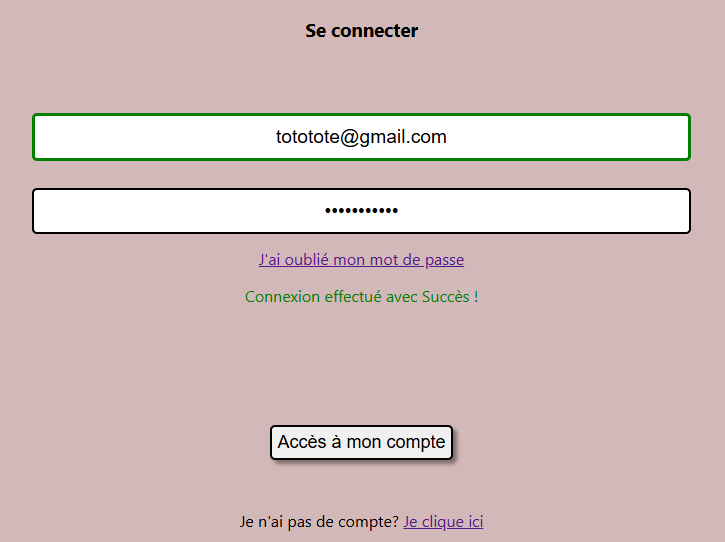 Se connecter
tototote@gmail.com
•••••••••••
J'ai oublié mon mot de passe
Connexion effectué avec Succès !
Accès à mon compte
Je n'ai pas de compte? Je clique ici